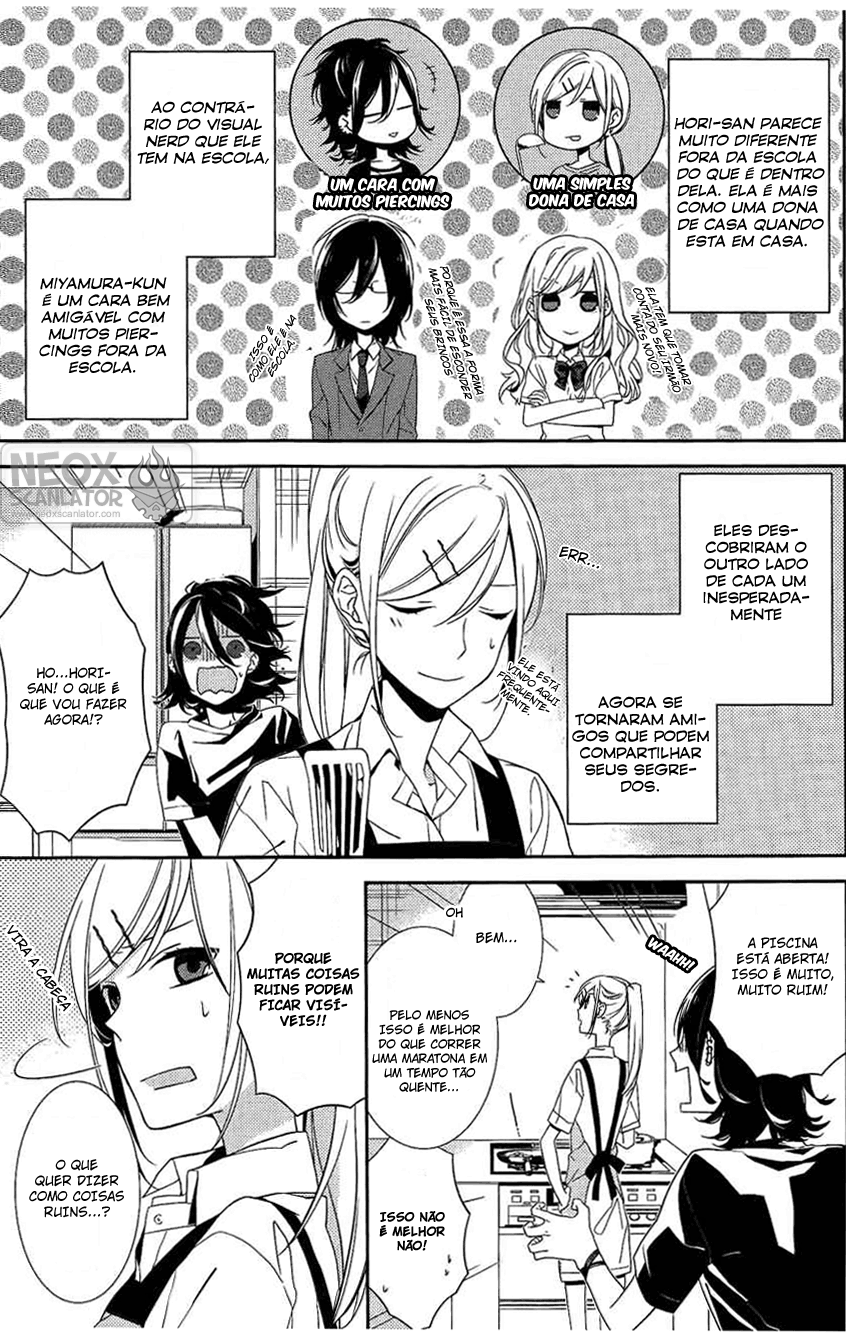 HORI-SAN PARECE
MUITO DIFERENTE
FORA DA ESCOLA
DO QUE É DENTRO
DELA. ELA É MAIS
COMO UMA DONA
DE CASA QUANDO
ESTA EM CASA.
UMA SIMPLES
DONA DE CASA
ELA TEM QUE TOMAR
CONTA DO SEU IRMÃO
MAIS NOVO!!
UM CARA COM
MUITOS PIERCINGS
PORQUE É ESSA A FORMA
MAIS FÁCIL DE ESCONDER
SEUS BRINCOS
AO CONTRÁ-
RIO DO VISUAL
NERD QUE ELE
TEM NA ESCOLA,
MIYAMURA-KUN
É UM CARA BEM
AMIGÁVEL COM
MUITOS PIER-
CINGS FORA DA
ESCOLA.
ISSO É
COMO ELE É NA
ESCOLA!
NEOX
SCANLATOR
www.neoxscanlator.com
ELES DES-
COBRIRAM O
OUTRO LADO
DE CADA UM
INESPERADA-
MENTE
AGORA SE
TORNARAM AMI-
GOS QUE PODEM
COMPARTILHAR
SEUS SEGRE-
DOS.
ERR...
ELE ESTÁ
VINDO AQUI
FREQUENTE-
MENTE.
HO...HORI-
SAN! O QUE É
QUE VOU FAZER
AGORA!?
A PISCINA
ESTÁ ABERTA!
ISSO É MUITO,
MUITO RUIM!
WAAHH!
OH
BEM...
PELO MENOS
ISSO É MELHOR
DO QUE CORRER
UMA MARATONA EM
UM TEMPO TÃO
QUENTE...
ISSO NÃO
É MELHOR
NÃO!
PORQUE
MUITAS COISAS
RUINS PODEM
FICAR VISÍ-
VEIS!!
VIRA A CABEÇA
O QUE
QUER DIZER
COMO COISAS
RUINS...?